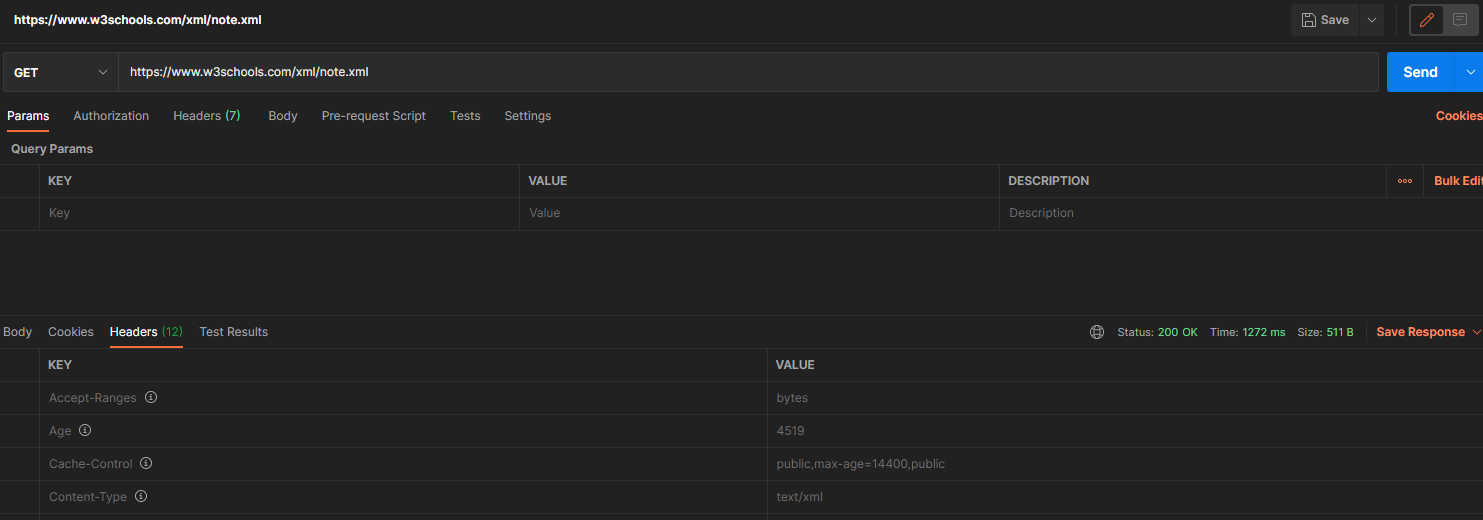 https://www.w3schools.com/xml/note.xml Save
GET https://www.w3schools.com/xml/note.xml Send
Params Authorization Headers (7) Body Pre-request Script Tests Settings Cookies
Query Params
KEY VALUE DESCRIPTION ooo Bulk Edit
Key Value Description
Body Cookies Headers (12) Test Results Status: 200 OK Time: 1272 ms Size: 511 B Save Response
KEY VALUE
Accept-Ranges bytes
Age 4519
Cache-Control public,max-age=14400,public
Content-Type text/xml